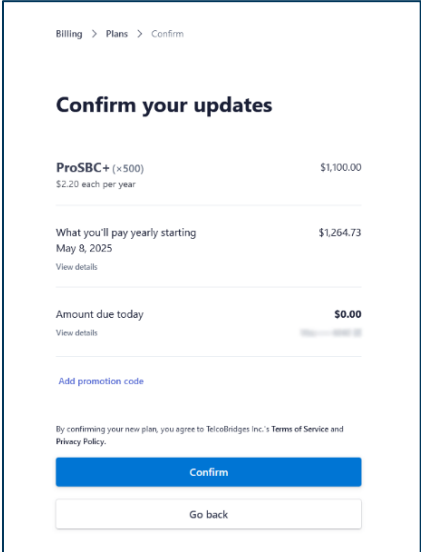 Billing > Plans > Confirm
Confirm your updates
ProSBC+ (×500) $1,100.00
$2.20 each per year
What you'll pay yearly starting $1,264.73
May 8, 2025
View details
Amount due today $0.00
View details
Add promotion code
By confirming your new plan, you agree to TelcoBridges Inc.'s Terms of Service and
Privacy Policy.
Confirm
Go back